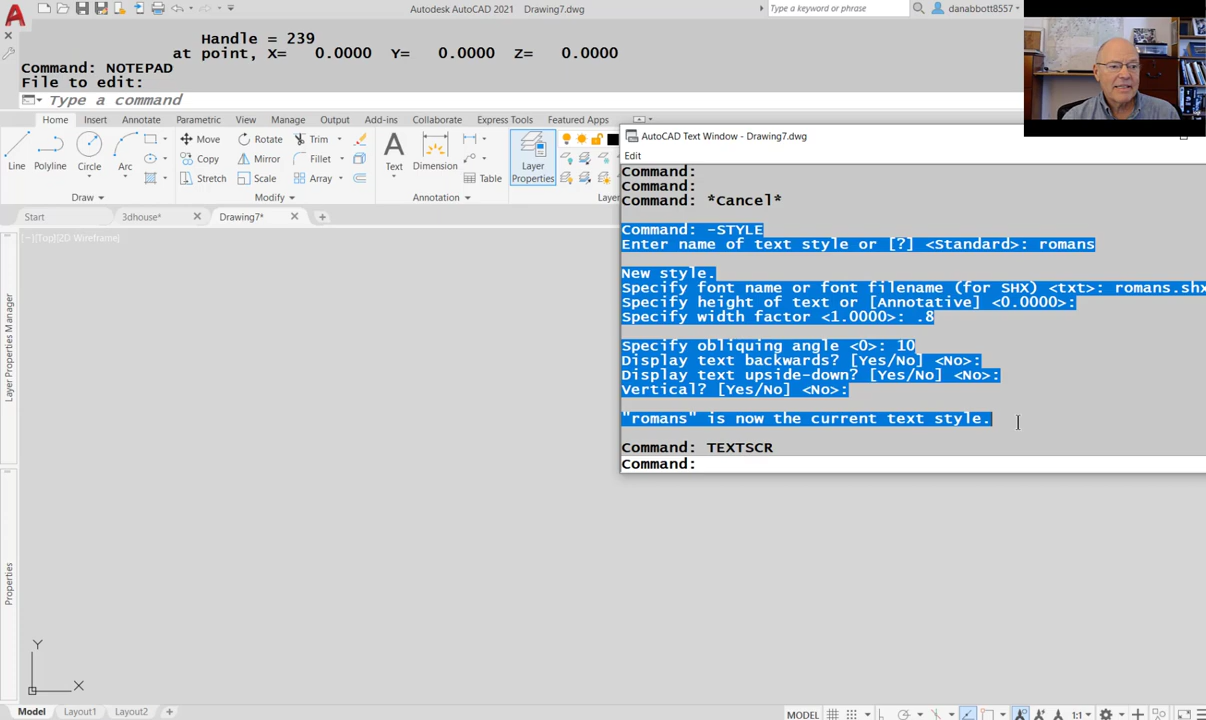 Autodesk AutoCAD 2021 Drawing7.dwg
Type a keyword or phrase
danabbott8557
Handle = 239
at point, X= 0.0000 Y= 0.0000 Z= 0.0000
Command: NOTEPAD
File to edit:
Type a command
Home Insert Annotate Parametric View Manage Output Add-ins Collaborate Express Tools Featured Apps
Line Polyline Circle Arc
Move Rotate Trim
Copy Mirror Fillet
Stretch Scale Array
Text Dimension
Table
Layer Properties
Draw Modify Annotation
Start 3dhouse* Drawing7*
[−][Top][2D Wireframe]
Layer Properties Manager
Properties
AutoCAD Text Window - Drawing7.dwg
Edit
Command:
Command:
Command: *Cancel*
Command: -STYLE
Enter name of text style or [?] <Standard>: romans
New style.
Specify font name or font filename (for SHX) <txt>: romans.shx
Specify height of text or [Annotative] <0.0000>:
Specify width factor <1.0000>: .8
Specify obliquing angle <0>: 10
Display text backwards? [Yes/No] <No>:
Display text upside-down? [Yes/No] <No>:
Vertical? [Yes/No] <No>:
"romans" is now the current text style.
Command: TEXTSCR
Command:
Y
X
Model Layout1 Layout2
MODEL
1:1